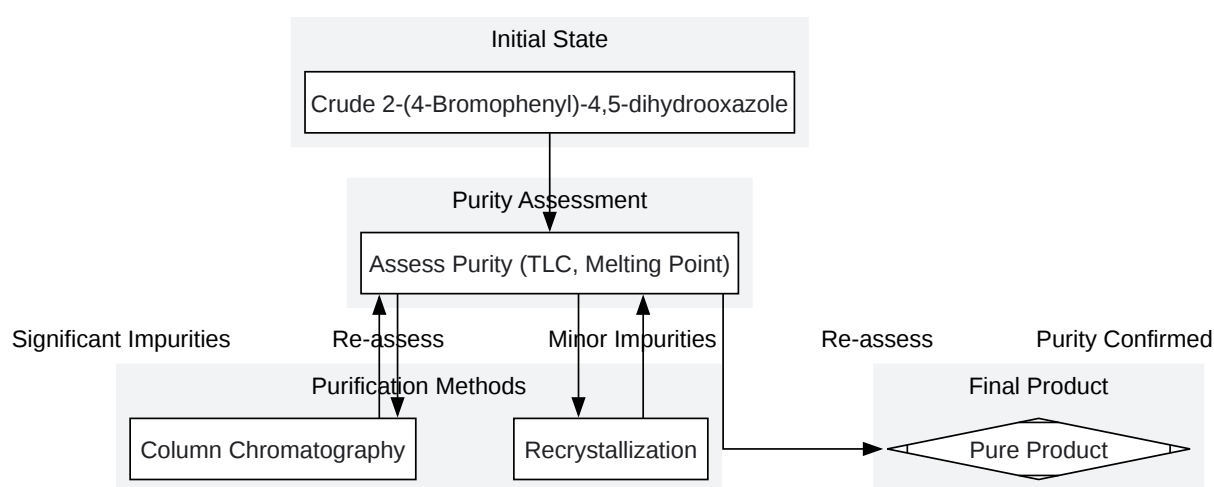 Initial State
Crude 2-(4-Bromophenyl)-4,5-dihydrooxazole
Purity Assessment
Assess Purity (TLC, Melting Point)
Significant Impurities
Re-assess
Minor Impurities
Re-assess
Purity Confirmed
Purification Methods
Final Product
Column Chromatography
Recrystallization
Pure Product